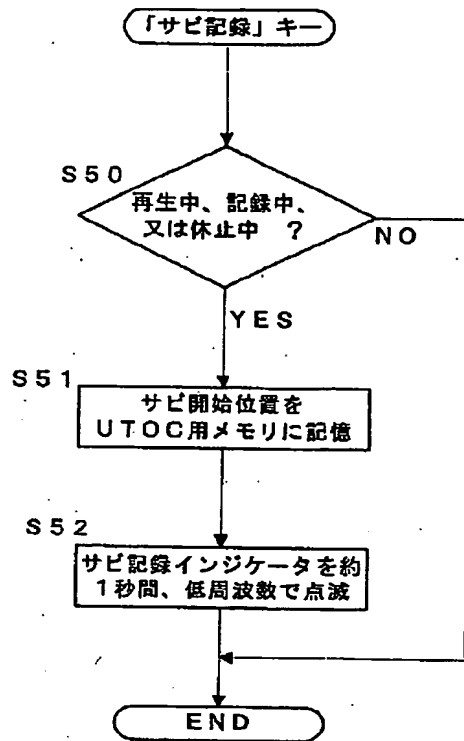 「サビ記録」キー
S50
再生中、記録中、
又は休止中 ?
NO
YES
S51
サビ開始位置を
UTOC用メモリに記憶
S52
サビ記録インジケータを約
1秒間、低周波数で点滅
END